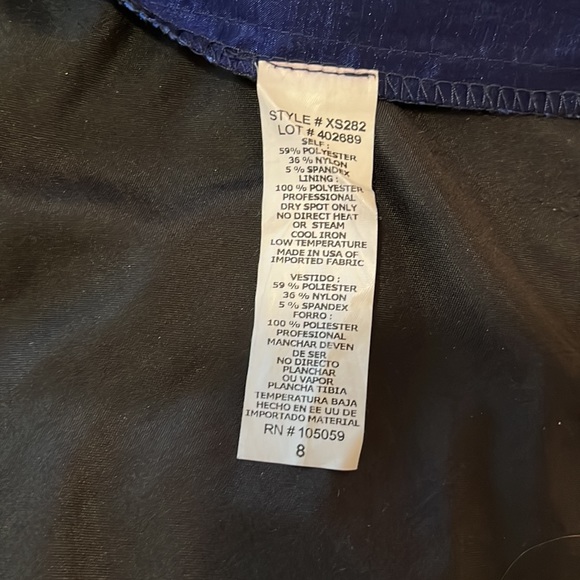 STYLE # XS282
LOT # 402689
SELF :
59% POLYESTER
36 % NYLON
5 % SPANDEX
LINING :
100 % POLYESTER
PROFESSIONAL
DRY SPOT ONLY
NO DIRECT HEAT
OR STEAM
COOL IRON
LOW TEMPERATURE
MADE IN USA OF
IMPORTED FABRIC
VESTIDO :
59 % POLIESTER
36 % NYLON
5 % SPANDEX
FORRO :
100 % POLIESTER
PROFESIONAL
MANCHAR DEVEN
DE SER
NO DIRECTO
PLANCHAR
OU VAPOR
PLANCHA TIBIA
TEMPERATURA BAJA
HECHO EN EE UU DE
IMPORTADO MATERIAL
RN # 105059
8